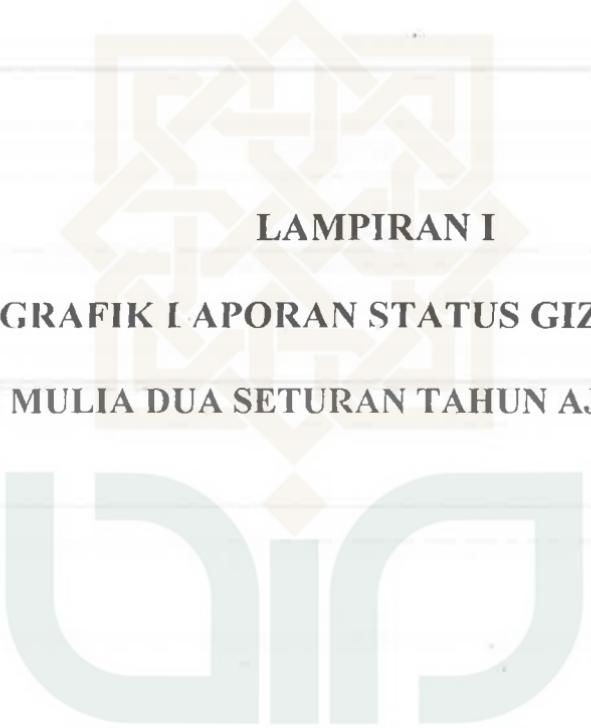 LAMPIRAN I
GRAFIK LAPORAN STATUS GIZ
MULIA DUA SETURAN TAHUN AJ